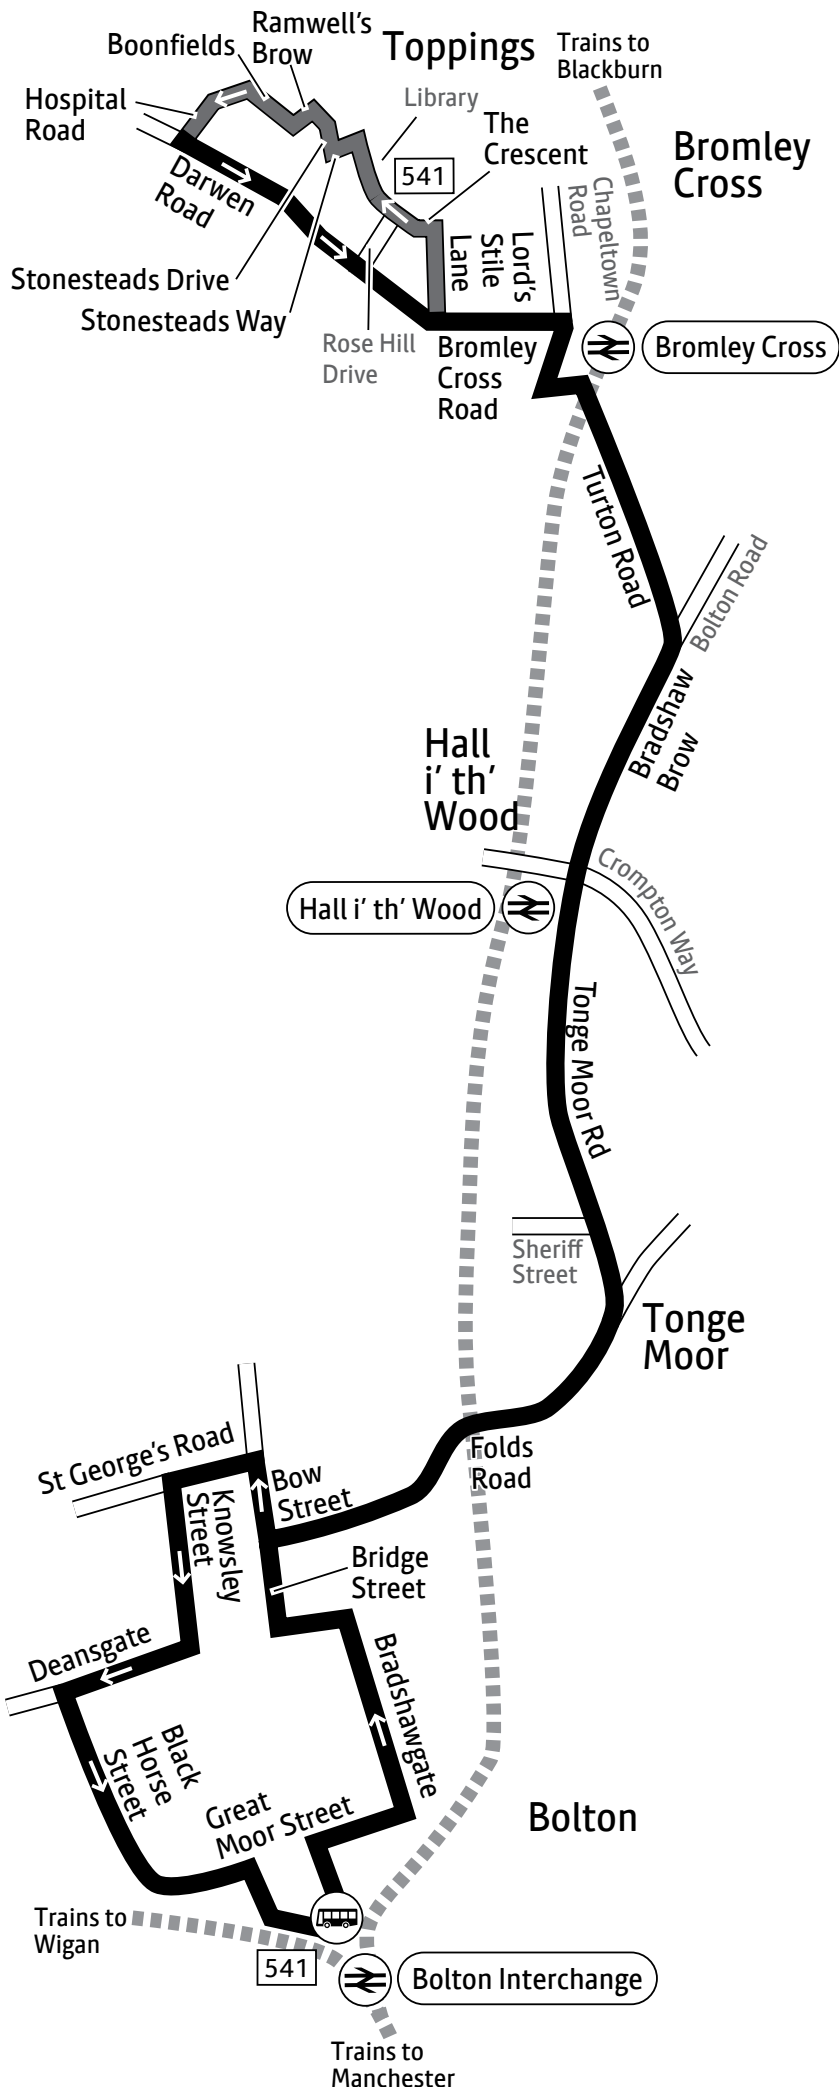 Ramwell's
Brow
Boonfields
Toppings
Trains to
Blackburn
Hospital
Road
Library
The
Crescent
Bromley
Cross
541
Darwen
Road
Chapeltown
Road
Lord's
Stile
Lane
Stonesteads Drive
Stonesteads Way
Rose Hill
Drive
Bromley
Cross
Road
Bromley Cross
Turton Road
Bolton Road
Bradshaw
Brow
Hall
i' th'
Wood
Crompton Way
Hall i' th' Wood
Tonge Moor Rd
Sheriff
Street
Tonge
Moor
St George's Road
Folds
Road
Bow
Street
Knowsley
Street
Bridge
Street
Deansgate
Bradshawgate
Black
Horse
Street
Great
Moor Street
Bolton
Trains to
Wigan
541
Bolton Interchange
Trains to
Manchester